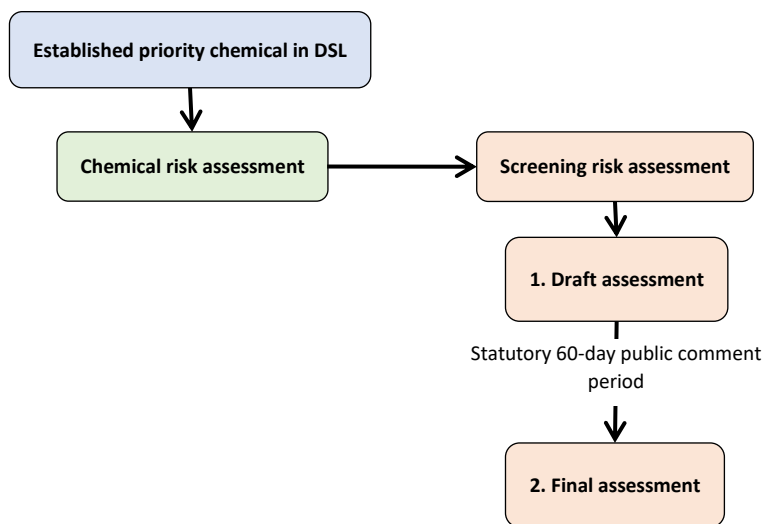 Established priority chemical in DSL
Chemical risk assessment
Screening risk assessment
1. Draft assessment
Statutory 60-day public comment
period
2. Final assessment